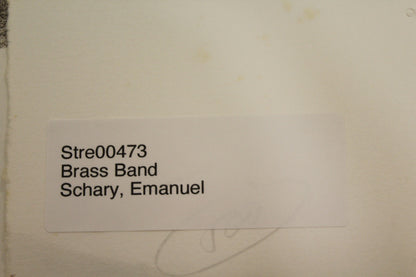 Stre00473
Brass Band
Schary, Emanuel